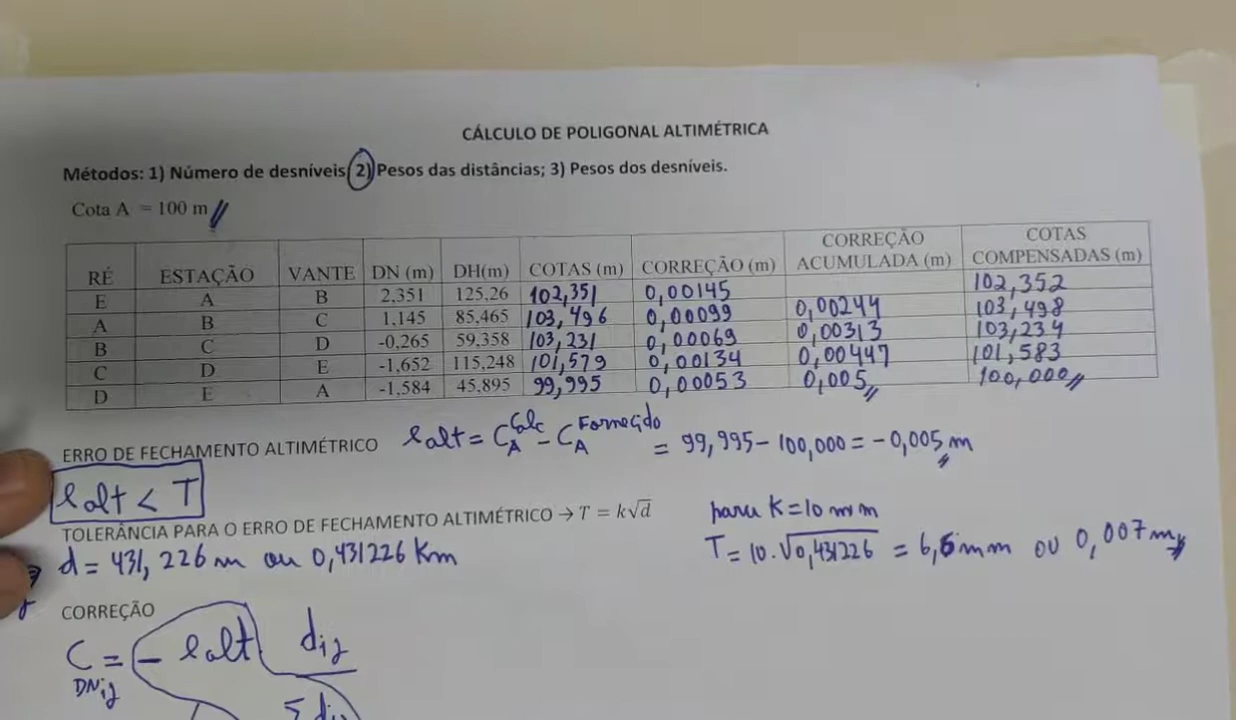 CÁLCULO DE POLIGONAL ALTIMÉTRICA
Métodos: 1) Número de desníveis; 2) Pesos das distâncias; 3) Pesos dos desníveis.
Cota A = 100 m
RÉ ESTAÇÃO VANTE DN (m) DH(m) COTAS (m) CORREÇÃO (m) CORREÇÃO ACUMULADA (m) COTAS COMPENSADAS (m)
E A B 2,351 125,26 102,351 0,00145 102,352
A B C 1,145 85,465 103,496 0,00099 0,00244 103,498
B C D -0,265 59,358 103,231 0,00069 0,00313 103,234
C D E -1,652 115,248 101,579 0,00134 0,00447 101,583
D E A -1,584 45,895 99,995 0,00053 0,005 100,000
ERRO DE FECHAMENTO ALTIMÉTRICO ealt = C_A^Calc - C_A^Fornecido = 99,995 - 100,000 = -0,005 m
ealt < T
TOLERÂNCIA PARA O ERRO DE FECHAMENTO ALTIMÉTRICO → T = k√d para K = 10 mm
d = 431,226 m ou 0,431226 Km T = 10.√0,431226 = 6,6 mm ou 0,007 m
CORREÇÃO
C_DNij = - ealt dij
Σ dij